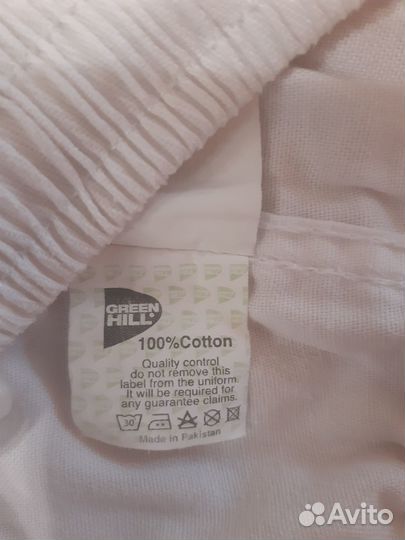 GREEN
HILL®
100%Cotton
Quality control
do not remove this
label from the uniform.
It will be required for
any guarantee claims.
30
Made in Pakistan
Avito